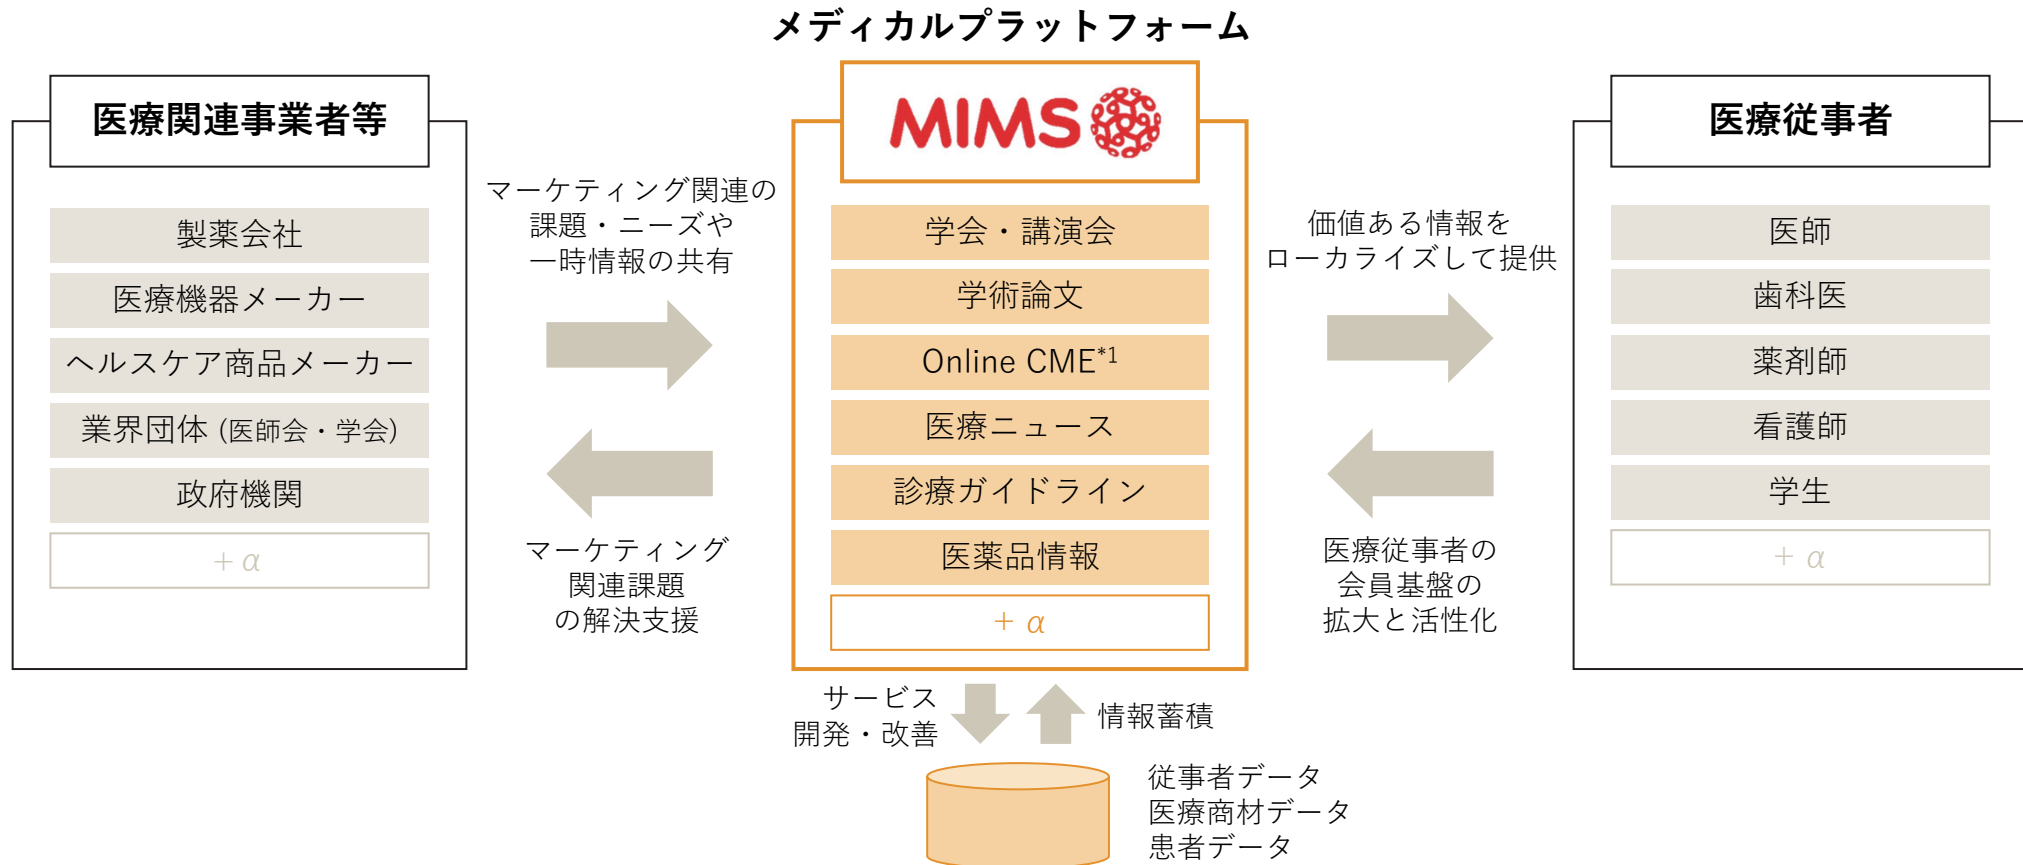 メディカルプラットフォーム
医療関連事業者等
製薬会社
医療機器メーカー
ヘルスケア商品メーカー
業界団体 (医師会・学会)
政府機関
+ α
マーケティング関連の
課題・ニーズや
一時情報の共有
マーケティング
関連課題
の解決支援
MIMS
学会・講演会
学術論文
Online CME*1
医療ニュース
診療ガイドライン
医薬品情報
+ α
価値ある情報を
ローカライズして提供
医療従事者の
会員基盤の
拡大と活性化
医療従事者
医師
歯科医
薬剤師
看護師
学生
+ α
サービス
開発・改善
情報蓄積
従事者データ
医療商材データ
患者データ